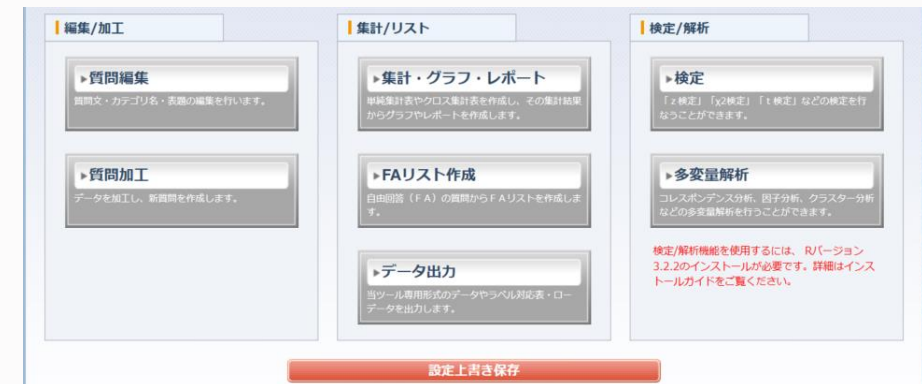 編集/加工
▶質問編集
質問文・カテゴリ名・表題の編集を行います。
▶質問加工
データを加工し、新質問を作成します。
集計/リスト
▶集計・グラフ・レポート
単純集計表やクロス集計表を作成し、その集計結果
からグラフやレポートを作成します。
▶FAリスト作成
自由回答（ＦＡ）の質問からＦＡリストを作成しま
す。
▶データ出力
当ツール専用形式のデータやラベル対応表・ロー
データを出力します。
検定/解析
▶検定
「ｚ検定」「χ2検定」「ｔ検定」などの検定を行
なうことができます。
▶多変量解析
コレスポンデンス分析、因子分析、クラスター分析
などの多変量解析を行うことができます。
検定/解析機能を使用するには、 Rバージョン
3.2.2のインストールが必要です。詳細はインス
トールガイドをご覧ください。
設定上書き保存